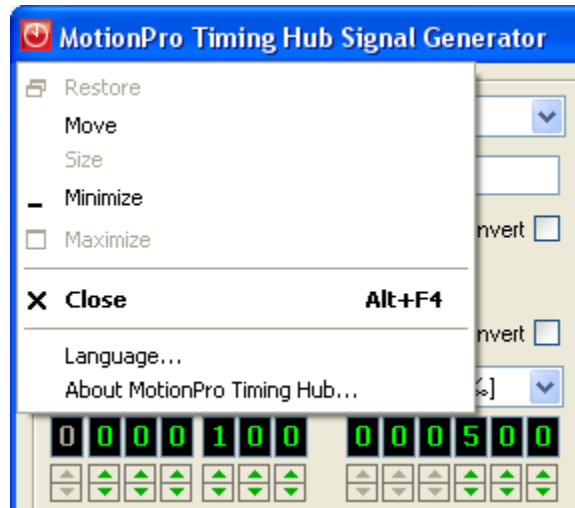 MotionPro Timing Hub Signal Generator
Restore
Move
Size
Minimize
nvert
Maximize
Close Alt+F4
nvert
Language...
‰]
About MotionPro Timing Hub...
0 0 0 0 1 0 0 0 0 0 5 0 0